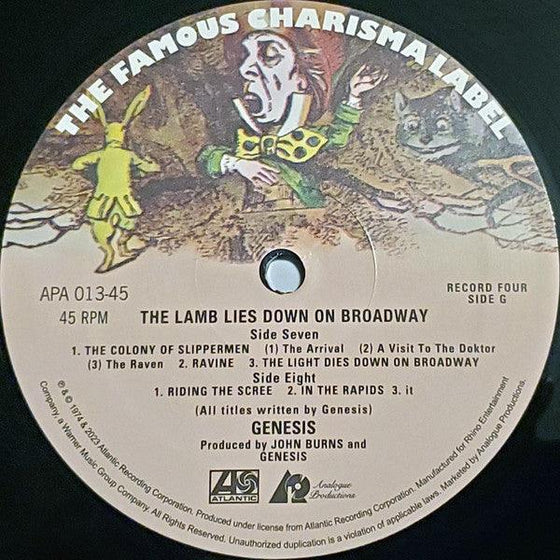 THE FAMOUS CHARISMA LABEL
APA 013-45
45 RPM
RECORD FOUR
SIDE G
THE LAMB LIES DOWN ON BROADWAY
Side Seven
1. THE COLONY OF SLIPPERMEN (1) The Arrival (2) A Visit To The Doktor
(3) The Raven 2. RAVINE 3. THE LIGHT DIES DOWN ON BROADWAY
Side Eight
1. RIDING THE SCREE 2. IN THE RAPIDS 3. it
(All titles written by Genesis)
GENESIS
Produced by JOHN BURNS and
GENESIS
ATLANTIC
Analogue
Productions
℗ & © 1974 & 2023 Atlantic Recording Corporation. Manufactured for Rhino Entertainment
Company, a Warner Music Group Company. Produced under license from Atlantic Recording Corporation. Marketed by Analogue Productions.
All Rights Reserved. Unauthorized duplication is a violation of applicable laws.